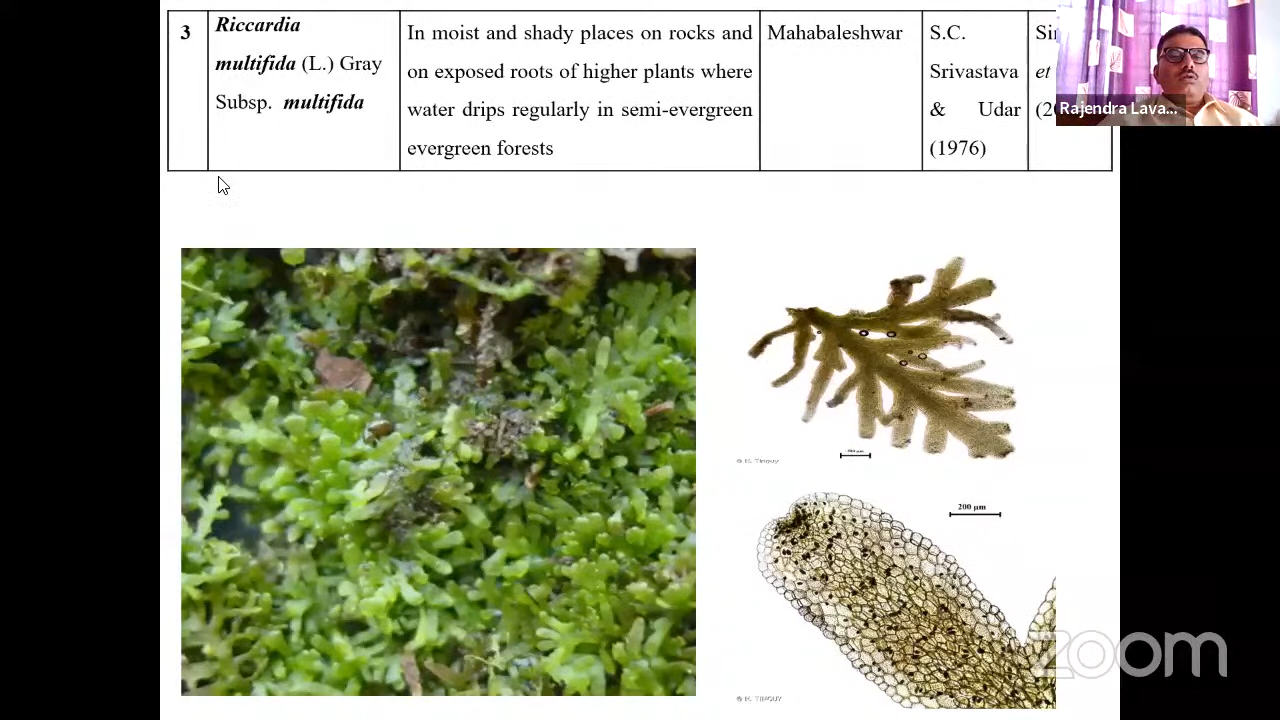 3
Riccardia
multifida (L.) Gray
Subsp. multifida
In moist and shady places on rocks and
on exposed roots of higher plants where
water drips regularly in semi-evergreen
evergreen forests
Mahabaleshwar
S.C.
Srivastava
& Udar
(1976)
et
Rajendra Lava...
200 µm
© H. TINGUY
zoom